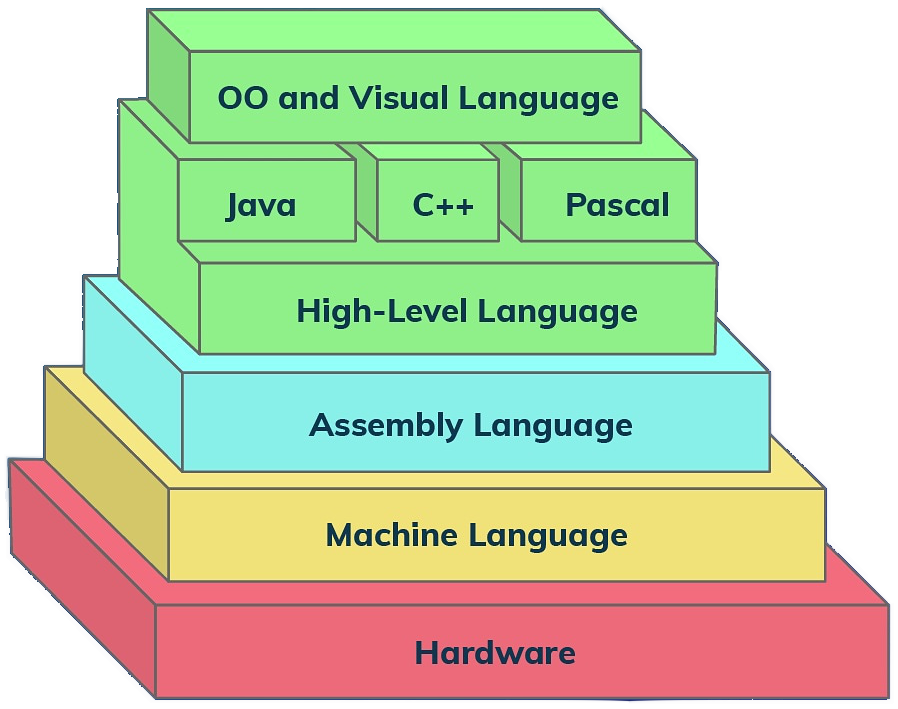 OO and Visual Language
Java C++ Pascal
High-Level Language
Assembly Language
Machine Language
Hardware